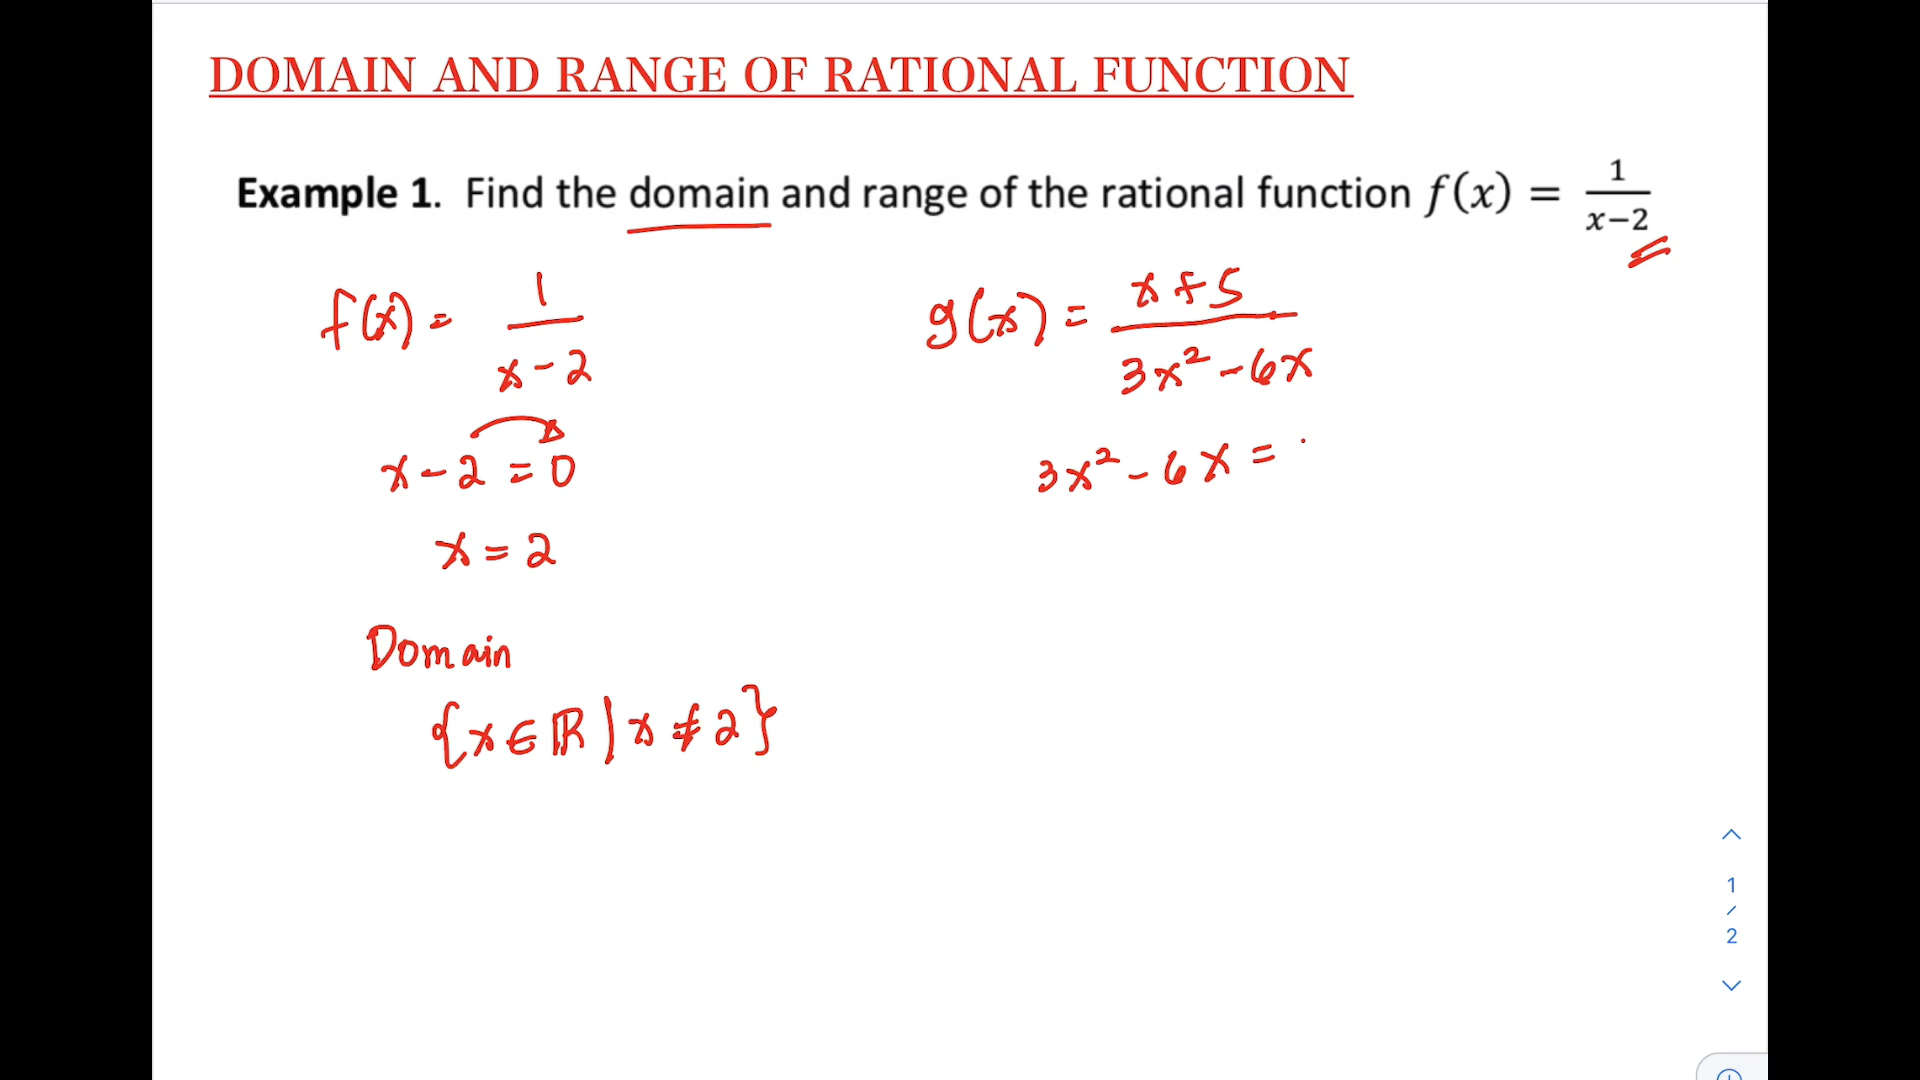 DOMAIN AND RANGE OF RATIONAL FUNCTION
Example 1. Find the domain and range of the rational function f(x) = 1/(x−2)
f(x) = 1/(x-2)
x-2 = 0
x = 2
Domain
{x∈ℝ | x ≠ 2}
g(x) = (x+5)/(3x²-6x)
3x² - 6x =
1
/
2